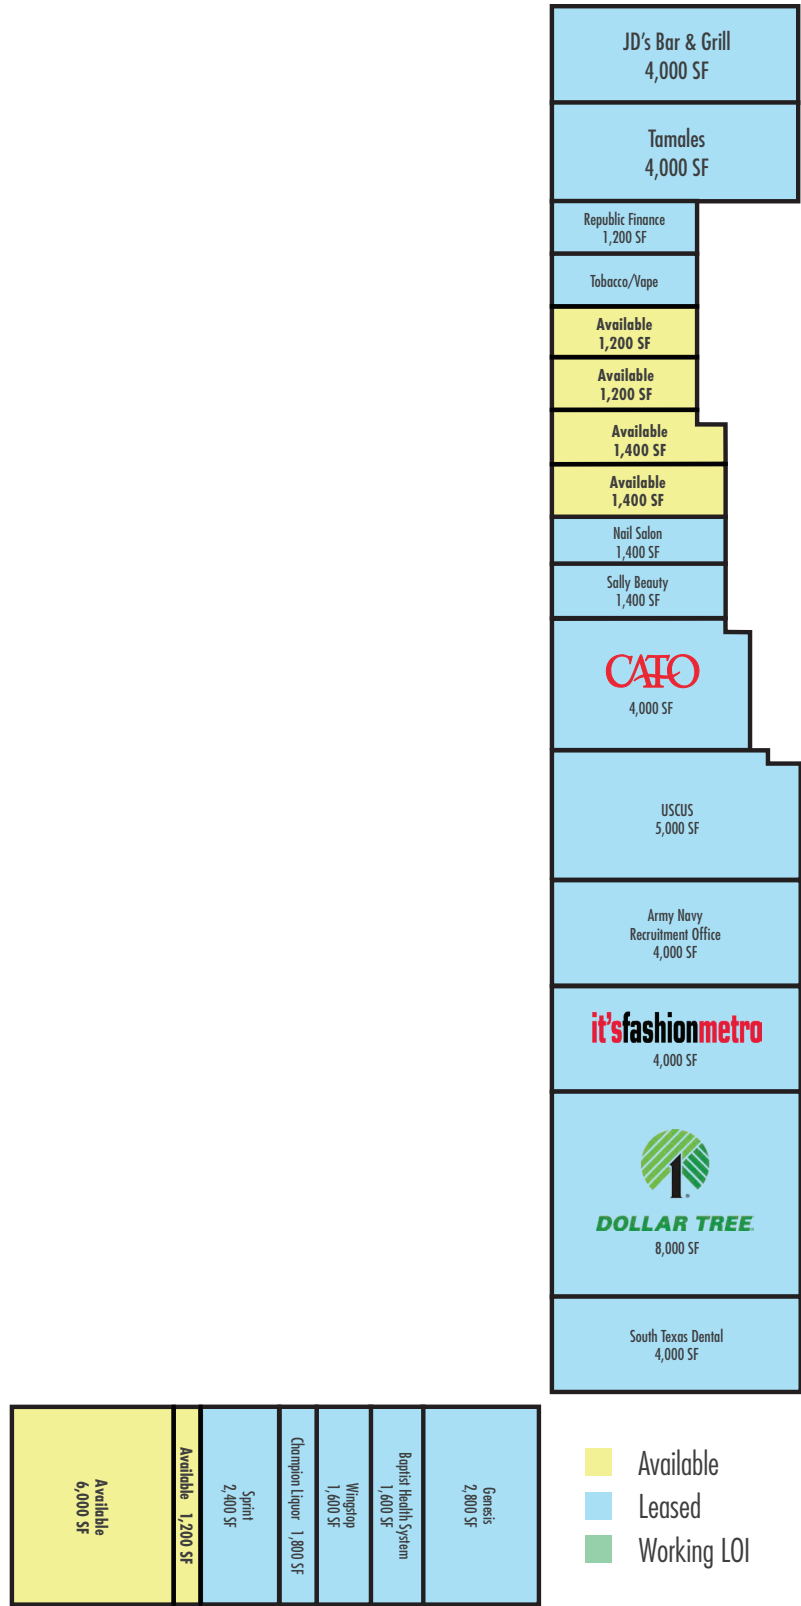 JD's Bar & Grill
4,000 SF
Tamales
4,000 SF
Republic Finance
1,200 SF
Tobacco/Vape
Available
1,200 SF
Available
1,200 SF
Available
1,400 SF
Available
1,400 SF
Nail Salon
1,400 SF
Sally Beauty
1,400 SF
CATO
4,000 SF
USCUS
5,000 SF
Army Navy
Recruitment Office
4,000 SF
it'sfashionmetro
4,000 SF
1
DOLLAR TREE
8,000 SF
South Texas Dental
4,000 SF
Available
6,000 SF
Available 1,200 SF
Sprint
2,400 SF
Champion Liquor 1,800 SF
Wingstop
1,600 SF
Baptist Health System
1,600 SF
Genesis
2,800 SF
Available
Leased
Working LOI